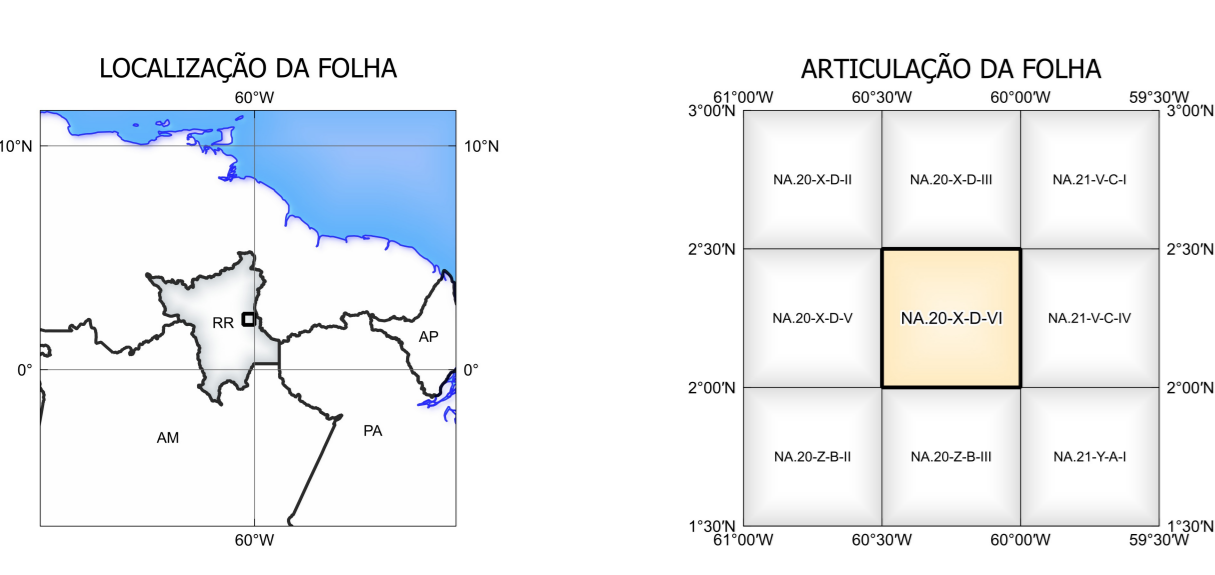 LOCALIZAÇÃO DA FOLHA
60°W
10°N
10°N
RR
AP
0°
0°
AM
PA
60°W
ARTICULAÇÃO DA FOLHA
61°00'W 60°30'W 60°00'W 59°30'W
3°00'N 3°00'N
NA.20-X-D-II NA.20-X-D-III NA.21-V-C-I
2°30'N 2°30'N
NA.20-X-D-V NA.20-X-D-VI NA.21-V-C-IV
2°00'N 2°00'N
NA.20-Z-B-II NA.20-Z-B-III NA.21-Y-A-I
1°30'N 1°30'N
61°00'W 60°30'W 60°00'W 59°30'W